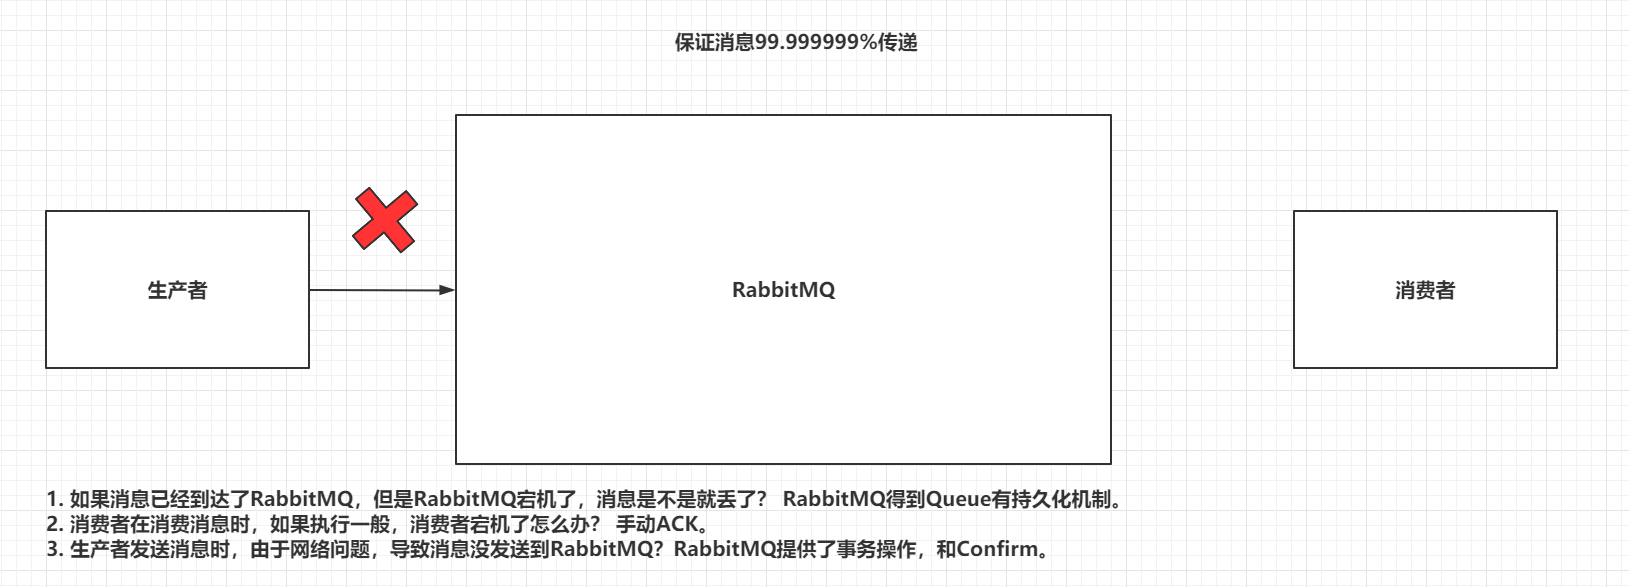 保证消息99.999999%传递
生产者
RabbitMQ
消费者
1. 如果消息已经到达了RabbitMQ，但是RabbitMQ宕机了，消息是不是就丢了？ RabbitMQ得到Queue有持久化机制。
2. 消费者在消费消息时，如果执行一般，消费者宕机了怎么办？ 手动ACK。
3. 生产者发送消息时，由于网络问题，导致消息没发送到RabbitMQ？RabbitMQ提供了事务操作，和Confirm。